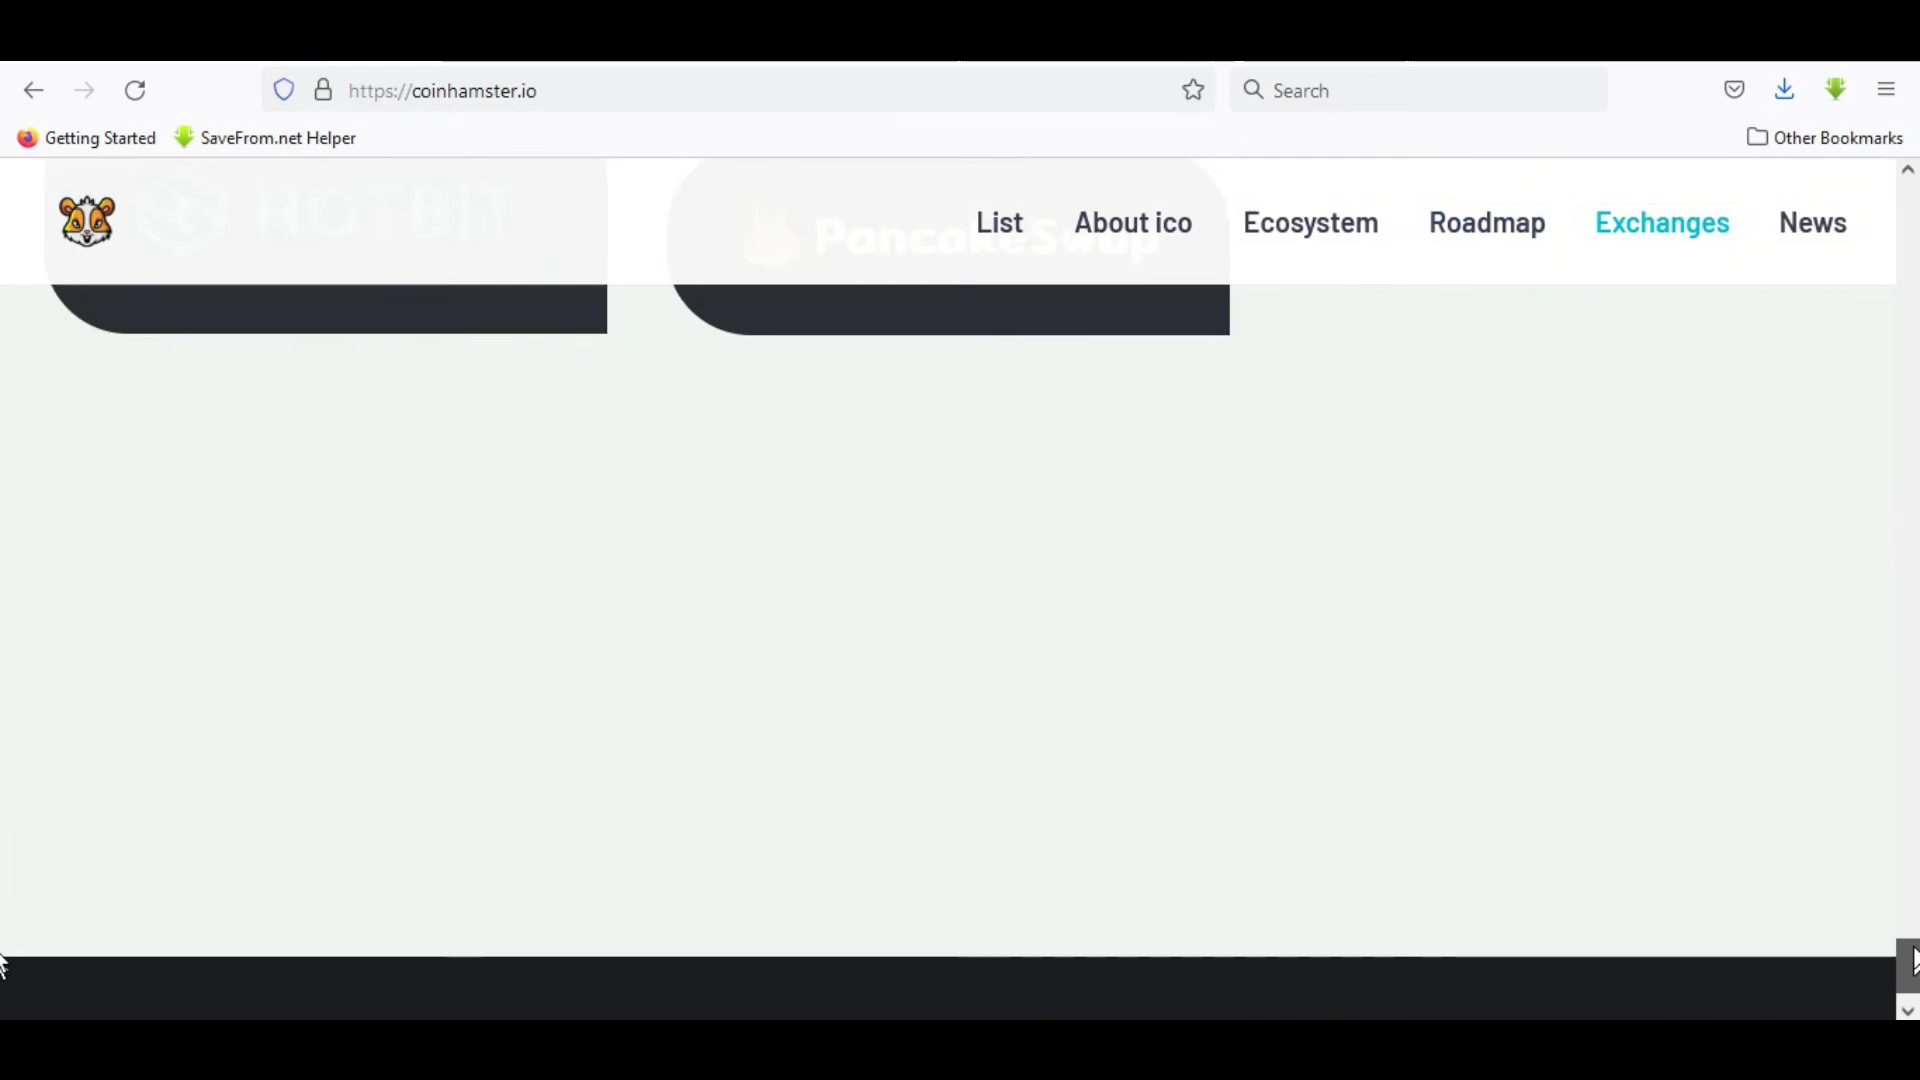 https://coinhamster.io
Search
Getting Started
SaveFrom.net Helper
Other Bookmarks
HOTBIT
PancakeSwap
List
About ico
Ecosystem
Roadmap
Exchanges
News